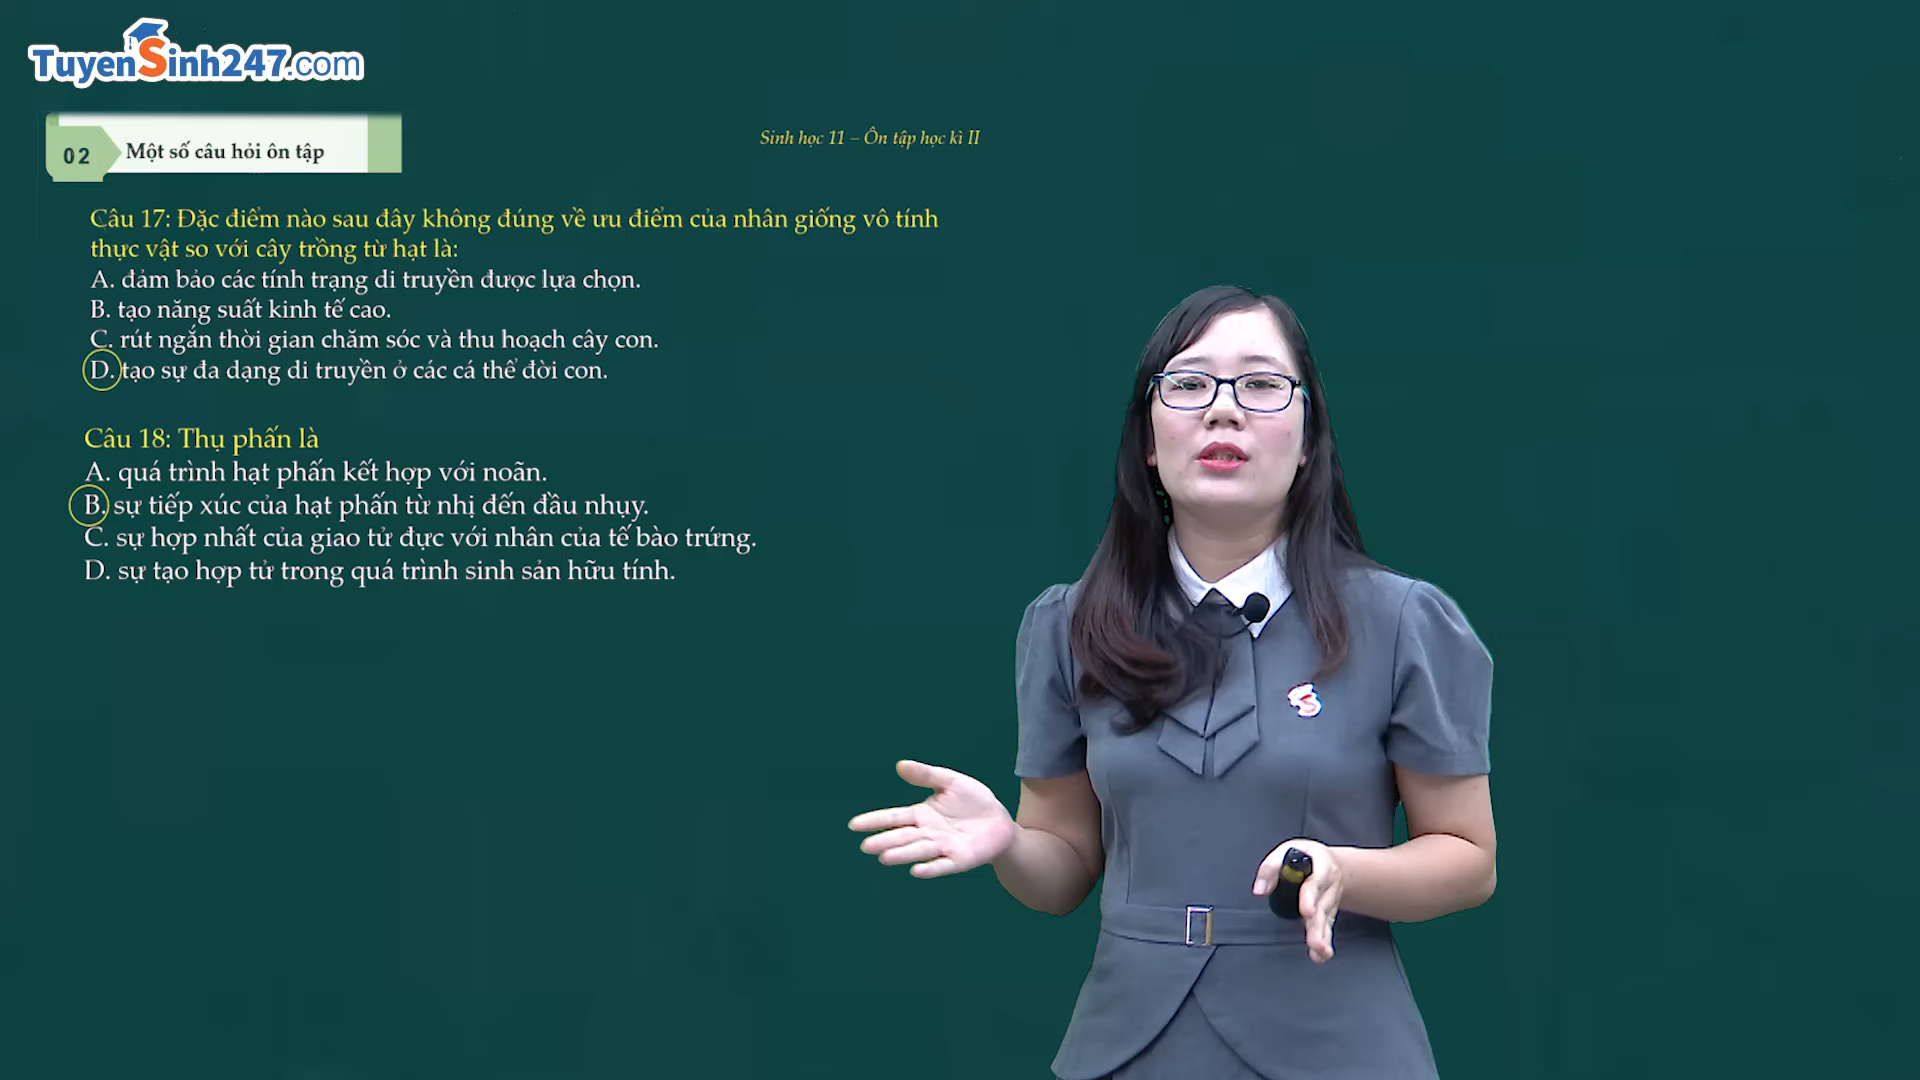 TuyenSinh247.com
02 Một số câu hỏi ôn tập
Sinh học 11 – Ôn tập học kì II
Câu 17: Đặc điểm nào sau đây không đúng về ưu điểm của nhân giống vô tính
thực vật so với cây trồng từ hạt là:
A. đảm bảo các tính trạng di truyền được lựa chọn.
B. tạo năng suất kinh tế cao.
C. rút ngắn thời gian chăm sóc và thu hoạch cây con.
D. tạo sự đa dạng di truyền ở các cá thể đời con.
Câu 18: Thụ phấn là
A. quá trình hạt phấn kết hợp với noãn.
B. sự tiếp xúc của hạt phấn từ nhị đến đầu nhụy.
C. sự hợp nhất của giao tử đực với nhân của tế bào trứng.
D. sự tạo hợp tử trong quá trình sinh sản hữu tính.